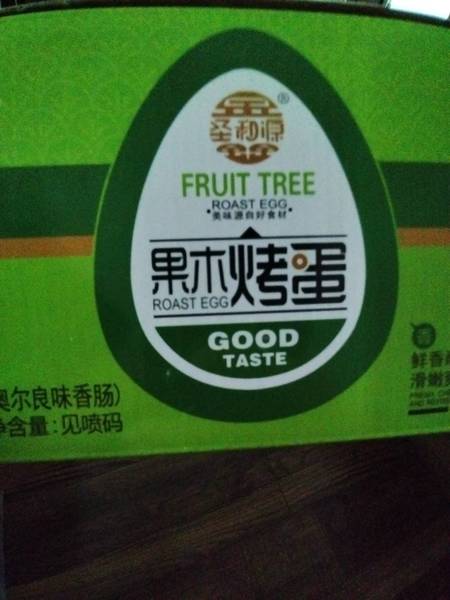 圣和源
®
FRUIT TREE
ROAST EGG
•美味源自好食材•
果木烤蛋
ROAST EGG
GOOD
TASTE
奥尔良味香肠)
净含量:见喷码
鲜香
滑嫩